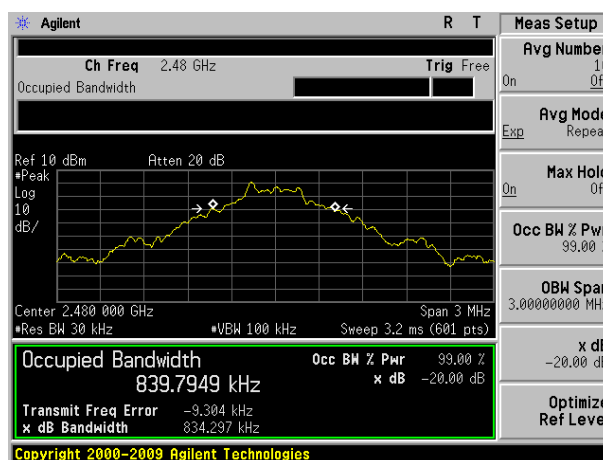 Agilent R T Meas Setup
Ch Freq 2.48 GHz Trig Free
Occupied Bandwidth
Avg Number
10
On Off
Avg Mode
Exp Repeat
Max Hold
On Off
Occ BW % Pwr
99.00 %
OBW Span
3.00000000 MHz
x dB
-20.00 dB
Optimize
Ref Level
Ref 10 dBm Atten 20 dB
#Peak
Log
10
dB/
Center 2.480 000 GHz Span 3 MHz
#Res BW 30 kHz #VBW 100 kHz Sweep 3.2 ms (601 pts)
Occupied Bandwidth Occ BW % Pwr 99.00 %
839.7949 kHz x dB -20.00 dB
Transmit Freq Error -9.304 kHz
x dB Bandwidth 834.297 kHz
Copyright 2000-2009 Agilent Technologies